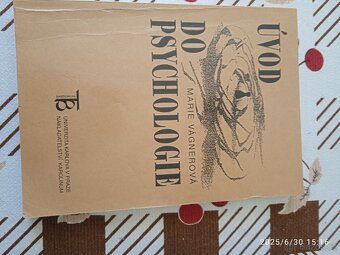 ÚVOD
DO
PSYCHOLOGIE
MARIE VÁGNEROVÁ
UNIVERZITA KARLOVA V PRAZE
NAKLADATELSTVÍ KAROLINUM
2025/6/30 15:16